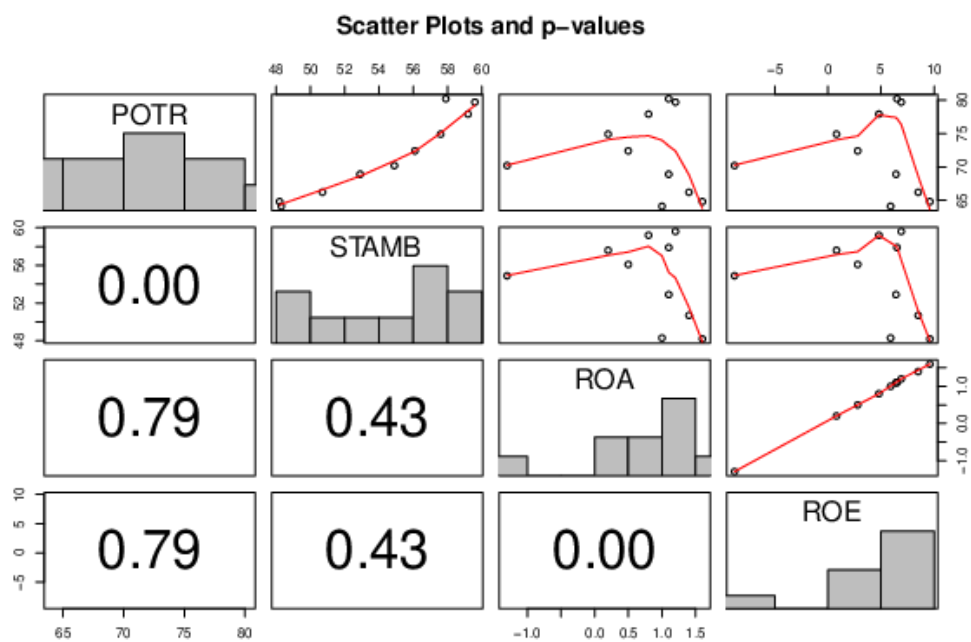 Scatter Plots and p−values
48 50 52 54 56 58 60
−5 0 5 10
POTR
65 70 75 80
48 52 56 60
0.00
STAMB
0.79
0.43
ROA
−1.0 0.0 1.0
−5 0 5 10
0.79
0.43
0.00
ROE
65 70 75 80
−1.0 0.0 0.5 1.0 1.5